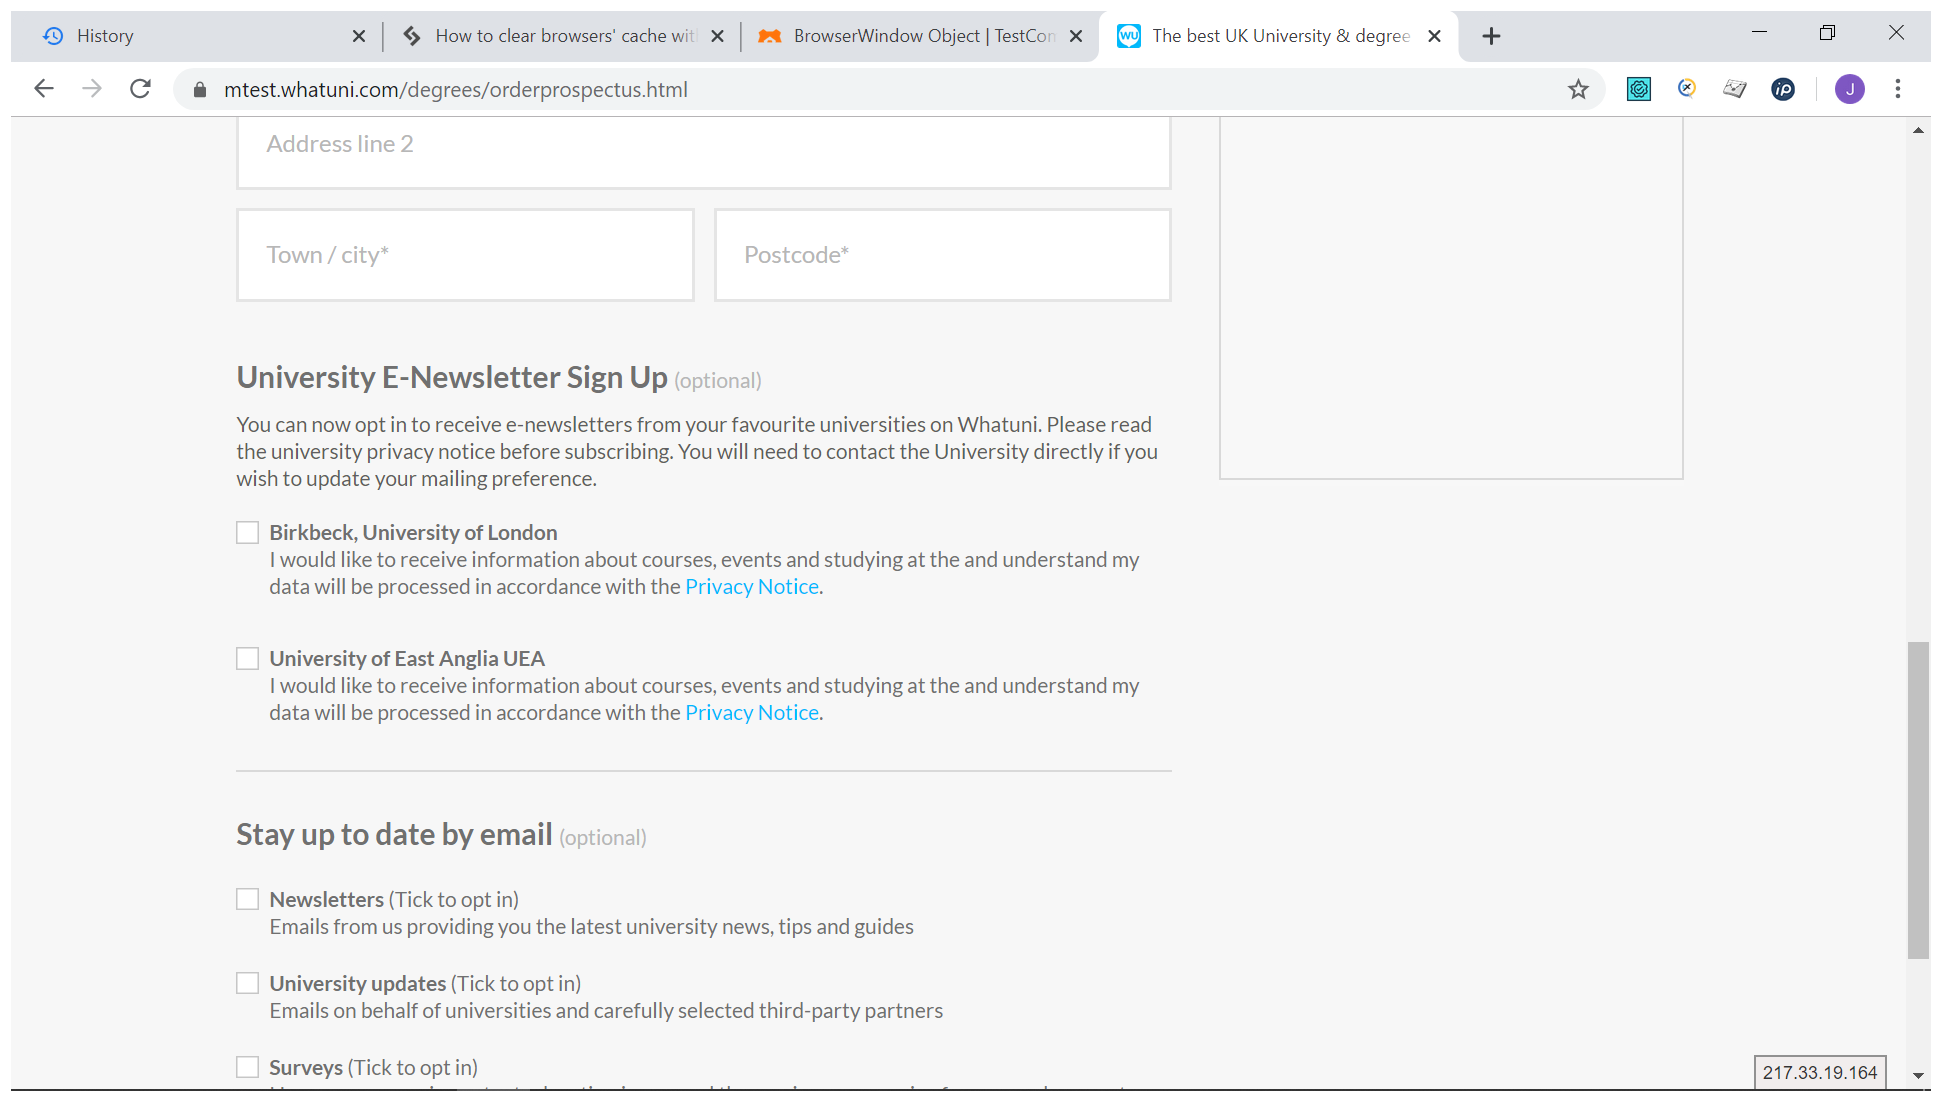 History
How to clear browsers' cache wit
BrowserWindow Object | TestCom
WU
The best UK University & degree
mtest.whatuni.com/degrees/orderprospectus.html
iP
J
Address line 2
Town / city*
Postcode*
University E-Newsletter Sign Up (optional)
You can now opt in to receive e-newsletters from your favourite universities on Whatuni. Please read
the university privacy notice before subscribing. You will need to contact the University directly if you
wish to update your mailing preference.
Birkbeck, University of London
I would like to receive information about courses, events and studying at the and understand my
data will be processed in accordance with the Privacy Notice.
University of East Anglia UEA
I would like to receive information about courses, events and studying at the and understand my
data will be processed in accordance with the Privacy Notice.
Stay up to date by email (optional)
Newsletters (Tick to opt in)
Emails from us providing you the latest university news, tips and guides
University updates (Tick to opt in)
Emails on behalf of universities and carefully selected third-party partners
Surveys (Tick to opt in)
217.33.19.164